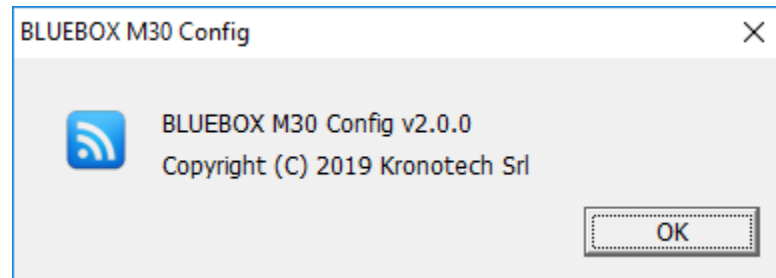 BLUEBOX M30 Config
BLUEBOX M30 Config v2.0.0
Copyright (C) 2019 Kronotech Srl
OK